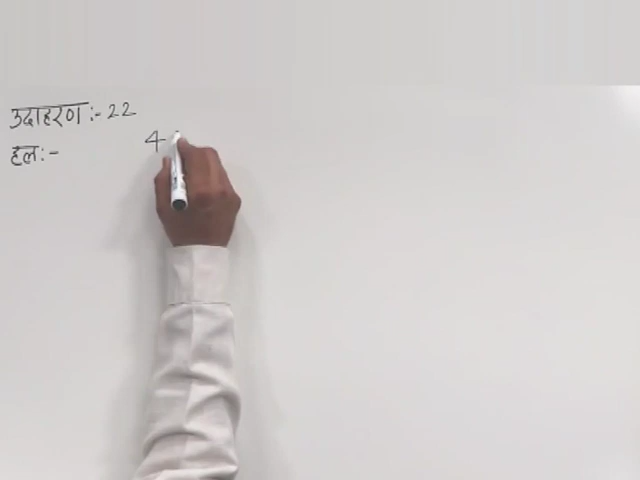 उदाहरण :- 22
4
हल :-